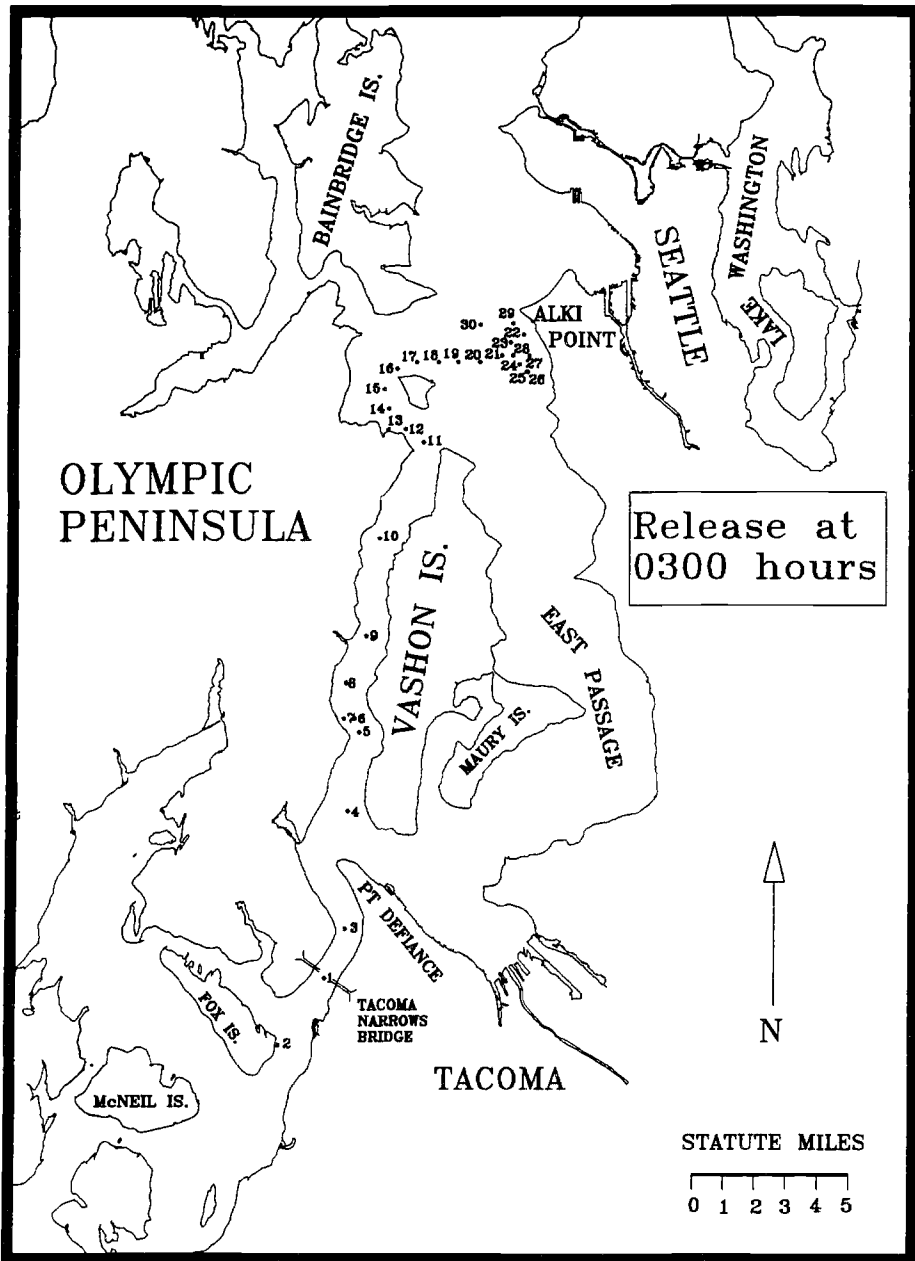 BAINBRIDGE IS.
WASHINGTON
LAKE
SEATTLE
ALKI
POINT
29
30
22
23
28
17 18 19 20 21
27
16
24
25 26
15
14
13
12
11
OLYMPIC
PENINSULA
Release at
0300 hours
10
VASHON IS.
EAST PASSAGE
9
8
7 6
5
MAURY IS.
4
PT DEFIANCE
3
1
FOX IS.
TACOMA
NARROWS
BRIDGE
2
N
TACOMA
McNEIL IS.
STATUTE MILES
0 1 2 3 4 5